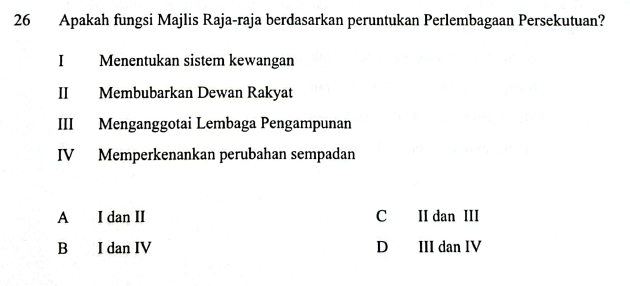 26 Apakah fungsi Majlis Raja-raja berdasarkan peruntukan Perlembagaan Persekutuan?
I Menentukan sistem kewangan
II Membubarkan Dewan Rakyat
III Menganggotai Lembaga Pengampunan
IV Memperkenankan perubahan sempadan
A I dan II
B I dan IV
C II dan III
D III dan IV